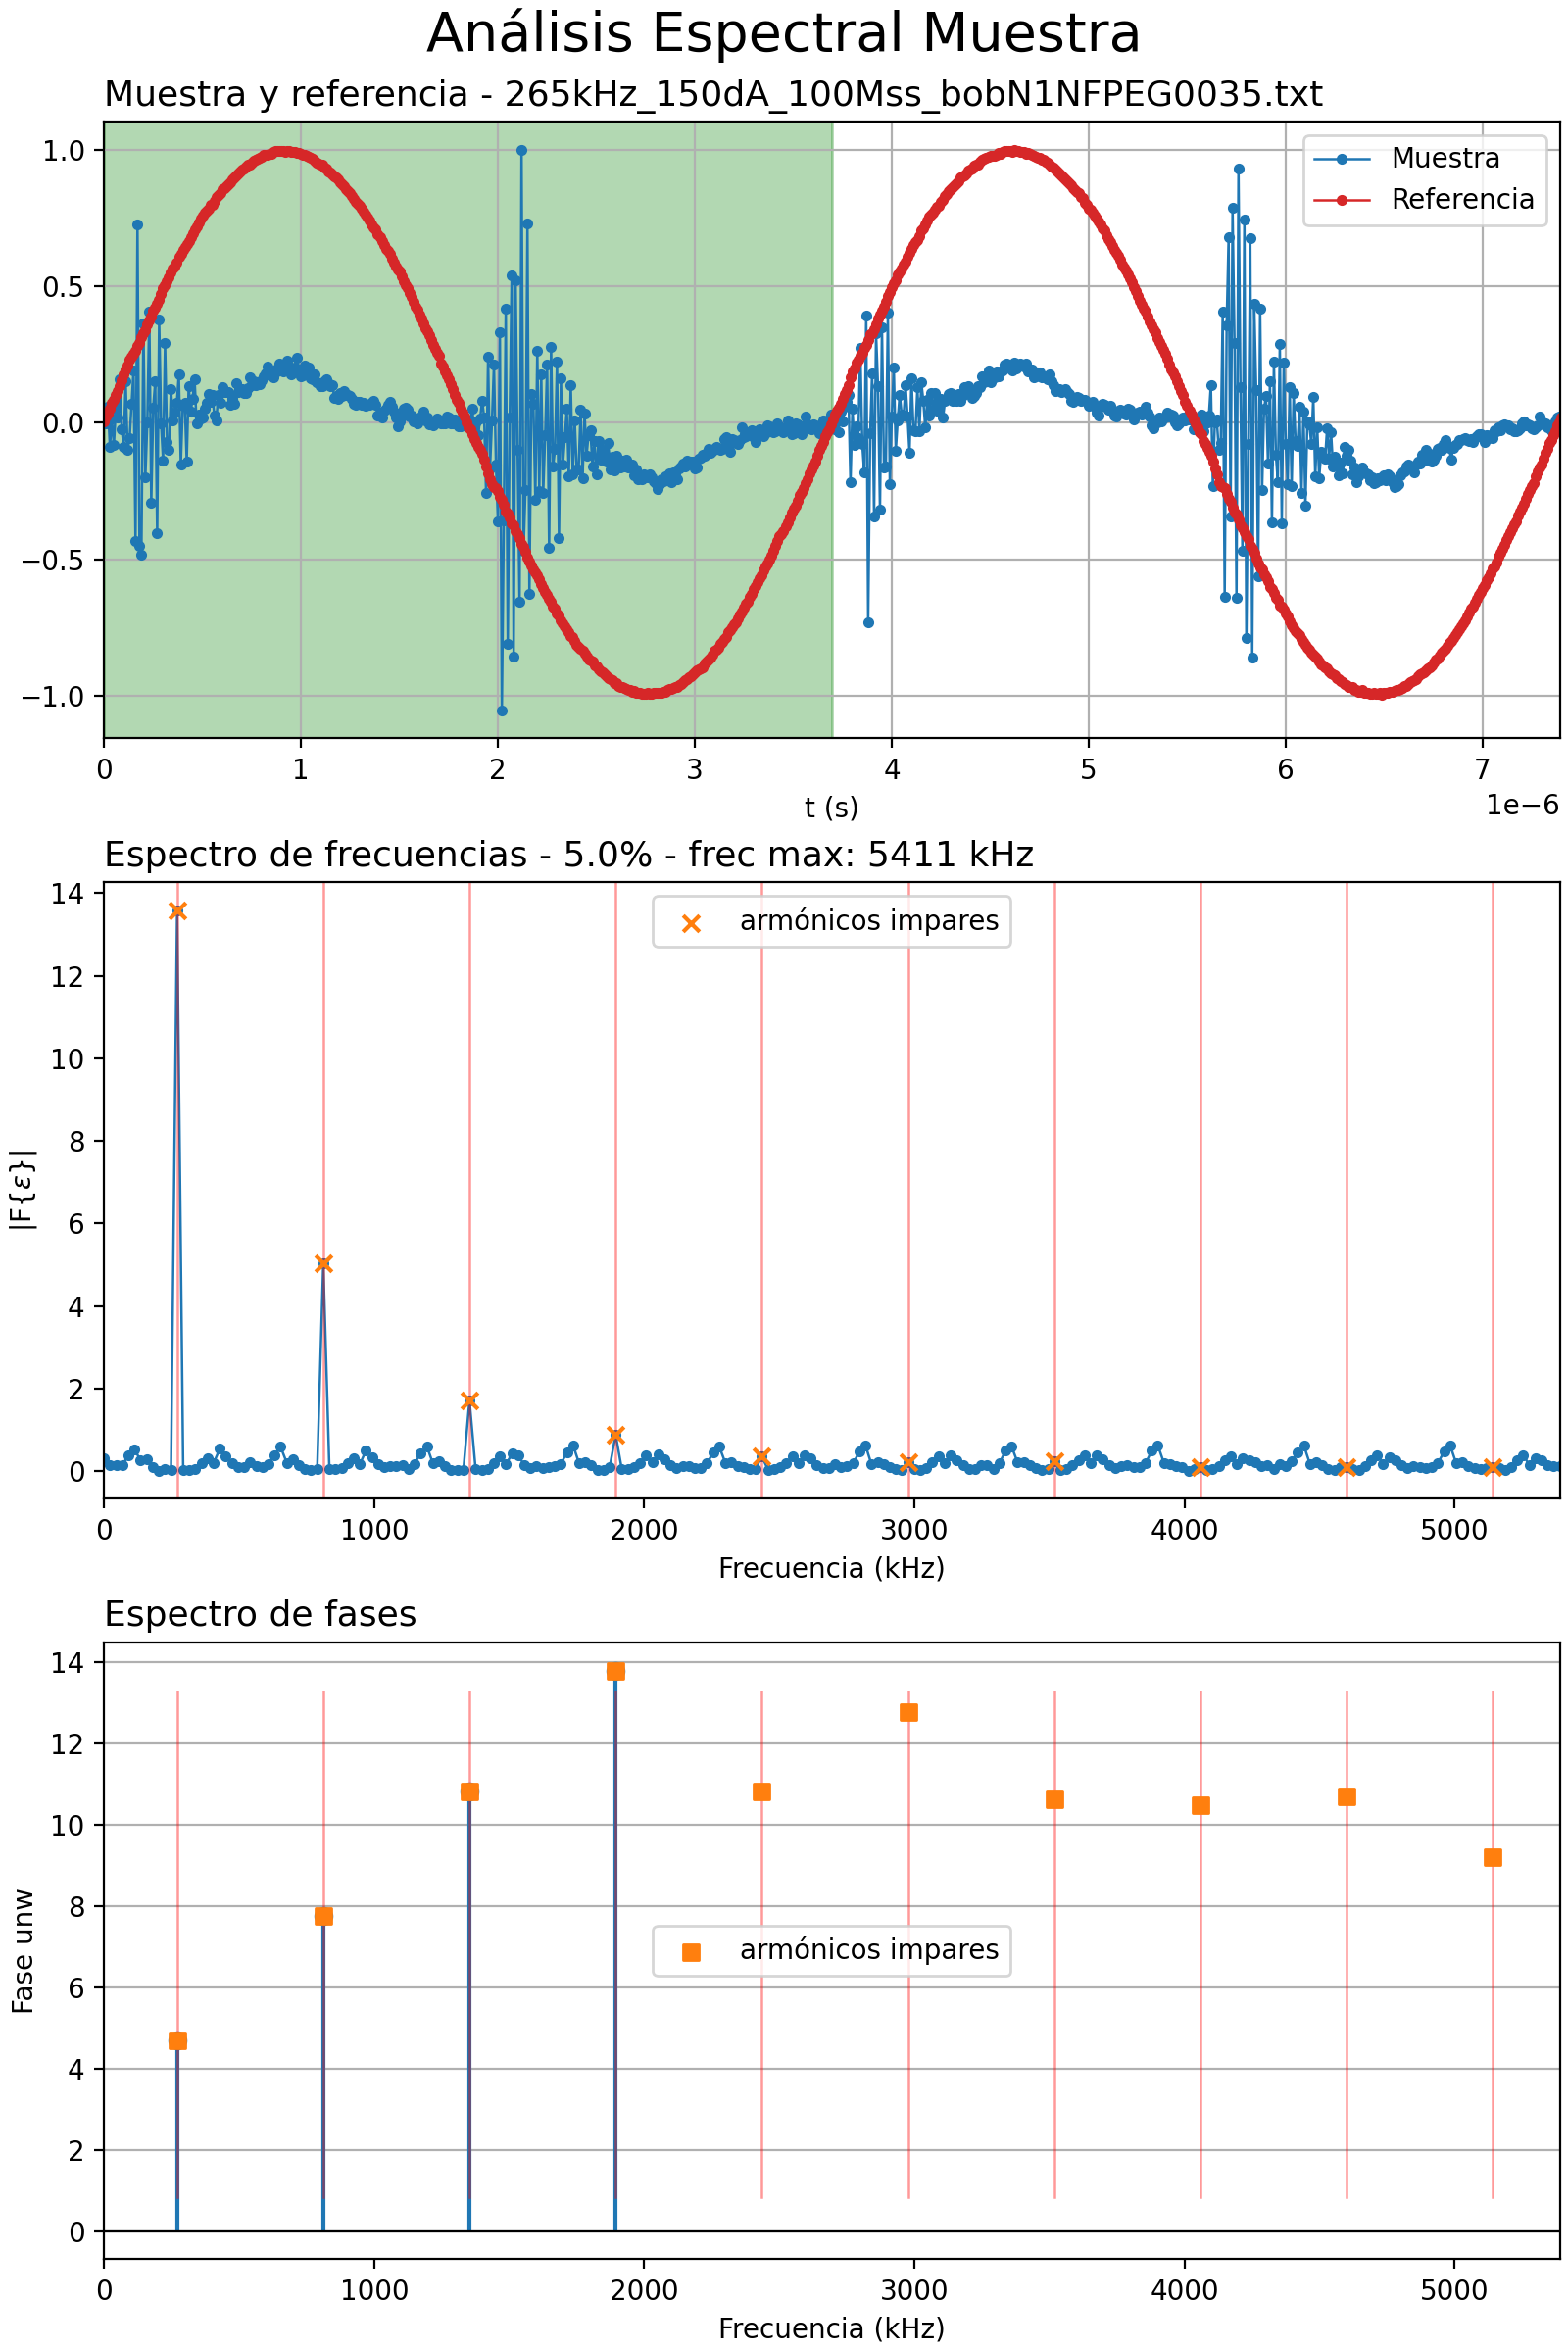 Análisis Espectral Muestra
Muestra y referencia - 265kHz_150dA_100Mss_bobN1NFPEG0035.txt
1.0
0.5
0.0
−0.5
−1.0
Muestra
Referencia
0 1 2 3 4 5 6 7
t (s)
1e−6
Espectro de frecuencias - 5.0% - frec max: 5411 kHz
14
12
10
8
6
4
2
0
|F{ε}|
armónicos impares
0 1000 2000 3000 4000 5000
Frecuencia (kHz)
Espectro de fases
14
12
10
8
6
4
2
0
Fase unw
armónicos impares
0 1000 2000 3000 4000 5000
Frecuencia (kHz)